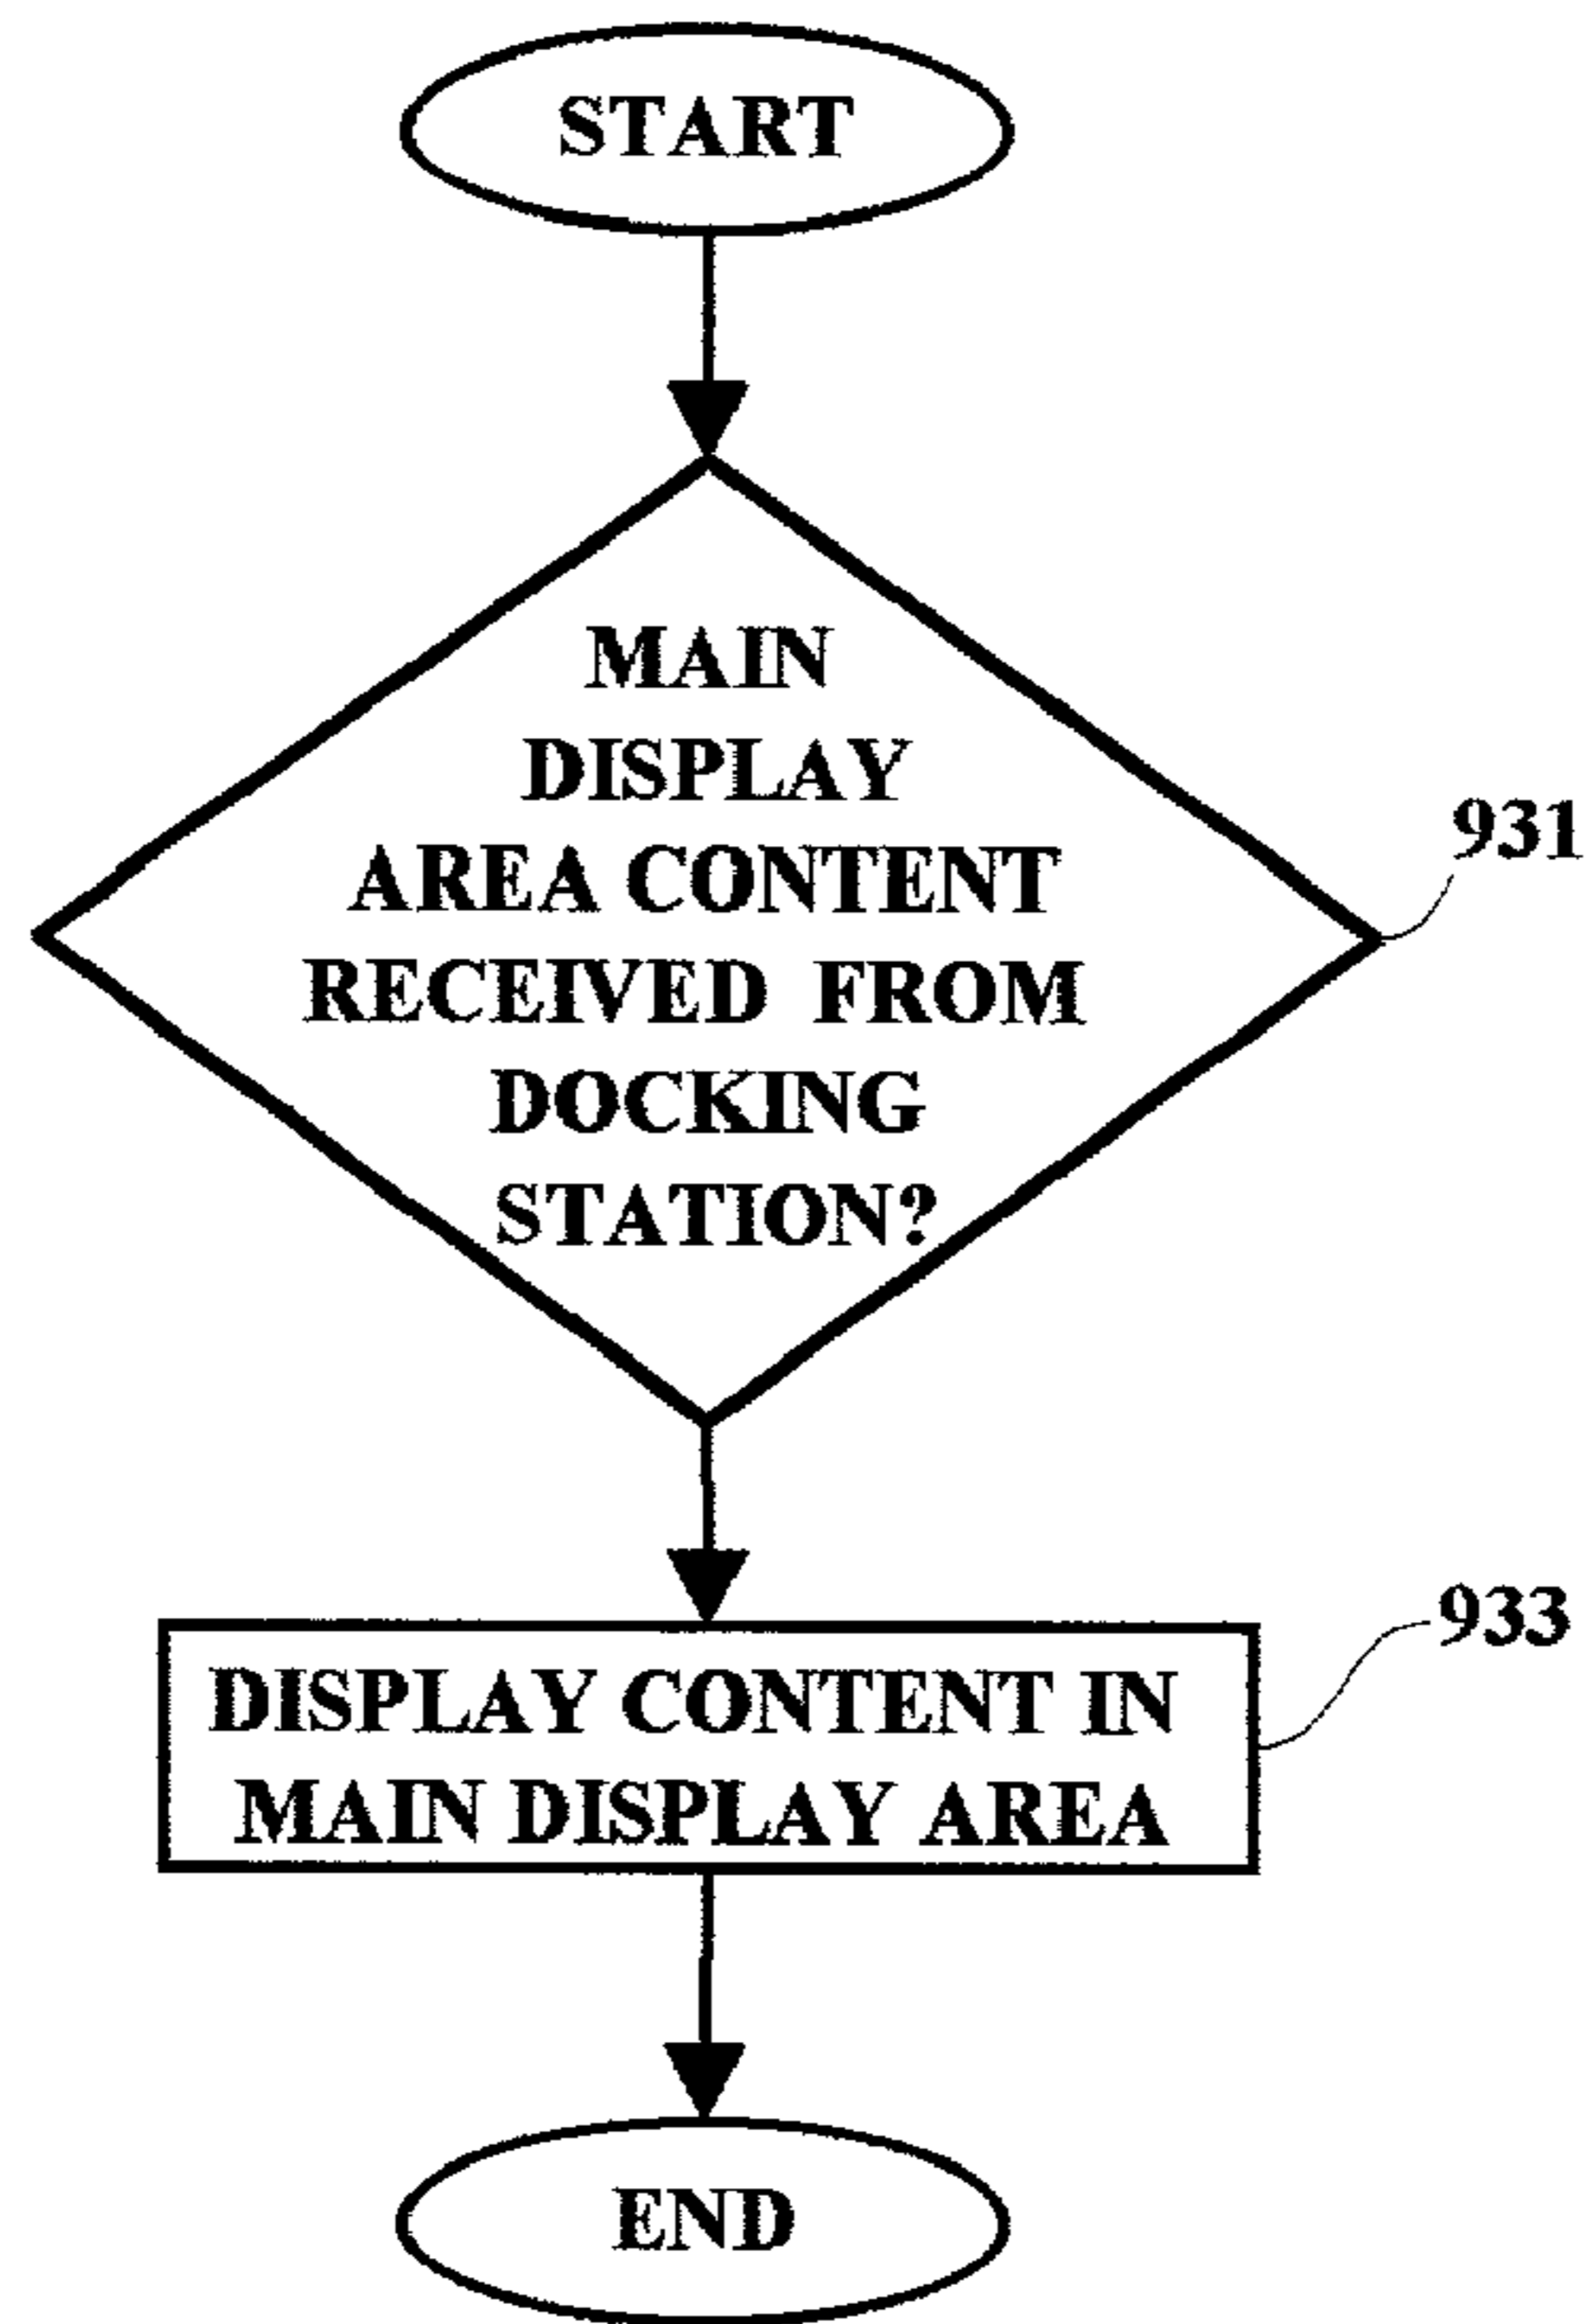 START
MAIN
DISPLAY
AREA CONTENT
RECEIVED FROM
DOCKING
STATION?
931
DISPLAY CONTENT IN
MAIN DISPLAY AREA
933
END